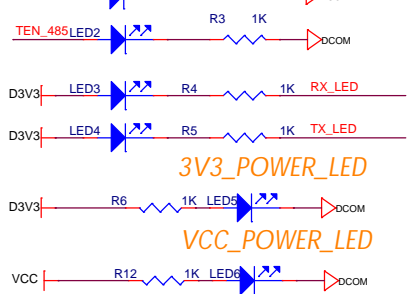 R3 1K
TEN_485 LED2 DCOM
D3V3 LED3 R4 1K RX_LED
D3V3 LED4 R5 1K TX_LED
3V3_POWER_LED
D3V3 R6 1K LED5 DCOM
VCC_POWER_LED
VCC R12 1K LED6 DCOM